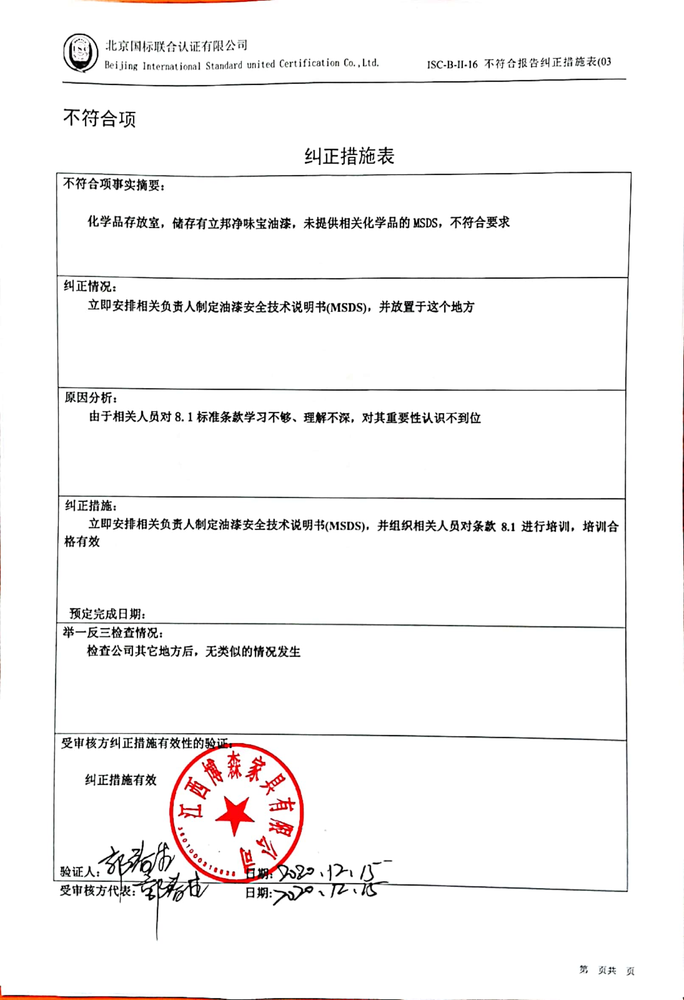 北京国标联合认证有限公司
Beijing International Standard united Certification Co.,Ltd.
ISC-B-II-16 不符合报告纠正措施表(03
不符合项
纠正措施表
不符合项事实摘要：
化学品存放室，储存有立邦净味宝油漆，未提供相关化学品的 MSDS，不符合要求
纠正情况：
立即安排相关负责人制定油漆安全技术说明书(MSDS)，并放置于这个地方
原因分析：
由于相关人员对 8.1 标准条款学习不够、理解不深，对其重要性认识不到位
纠正措施：
立即安排相关负责人制定油漆安全技术说明书(MSDS)，并组织相关人员对条款 8.1 进行培训，培训合
格有效
预定完成日期：
举一反三检查情况：
检查公司其它地方后，无类似的情况发生
受审核方纠正措施有效性的验证：
纠正措施有效
江西博森家具有限公司
验证人： 日期: 2020.12.15
受审核方代表： 日期: 2020.12.15
第 页共 页